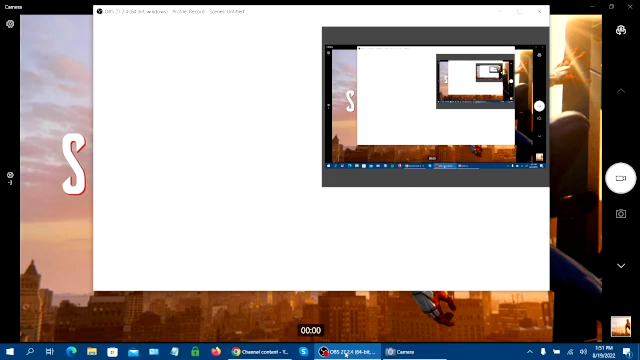 Camera
OBS 27.2.4 (64-bit, windows) - Profile: Record - Scenes: Untitled
S
00:00
Channel content - Y...
OBS 27.2.4 (64-bit, ...
Camera
1:51 PM
8/19/2022